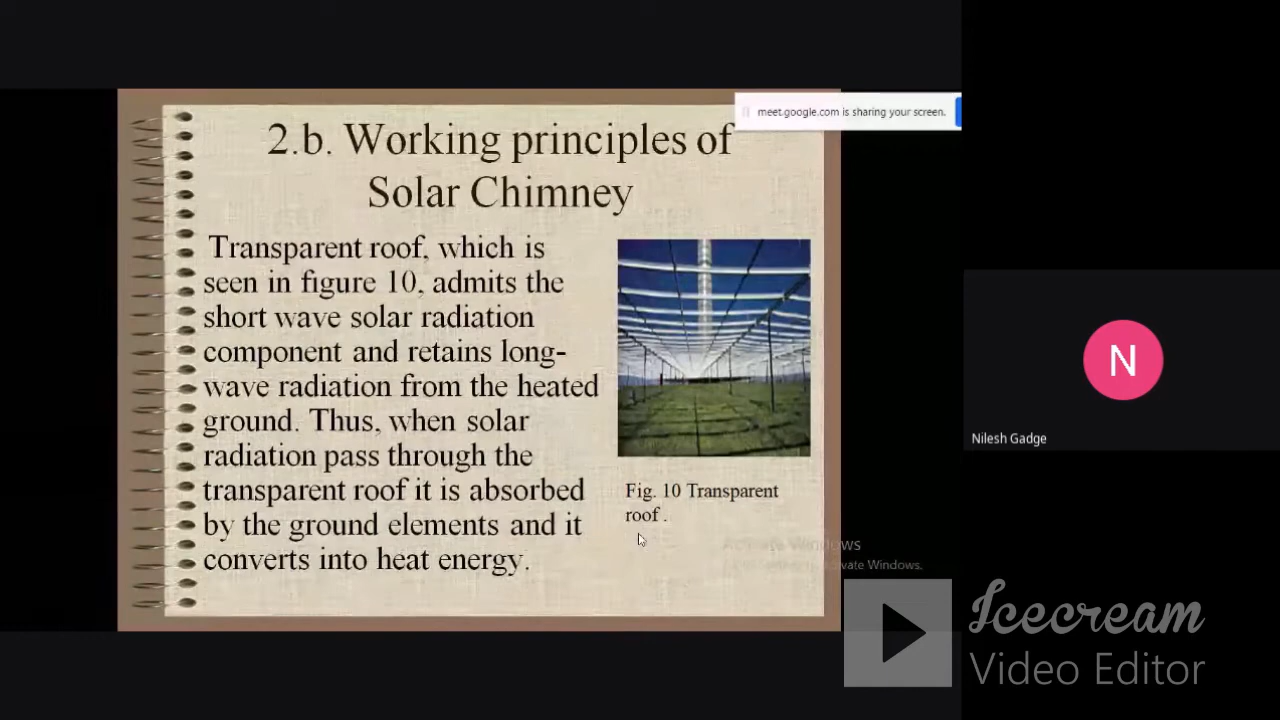 meet.google.com is sharing your screen.
2.b. Working principles of
Solar Chimney
Transparent roof, which is
seen in figure 10, admits the
short wave solar radiation
component and retains long-
wave radiation from the heated
ground. Thus, when solar
radiation pass through the
transparent roof it is absorbed
by the ground elements and it
converts into heat energy.
Fig. 10 Transparent
roof .
Activate Windows
Windows.
N
Nilesh Gadge
Icecream
Video Editor